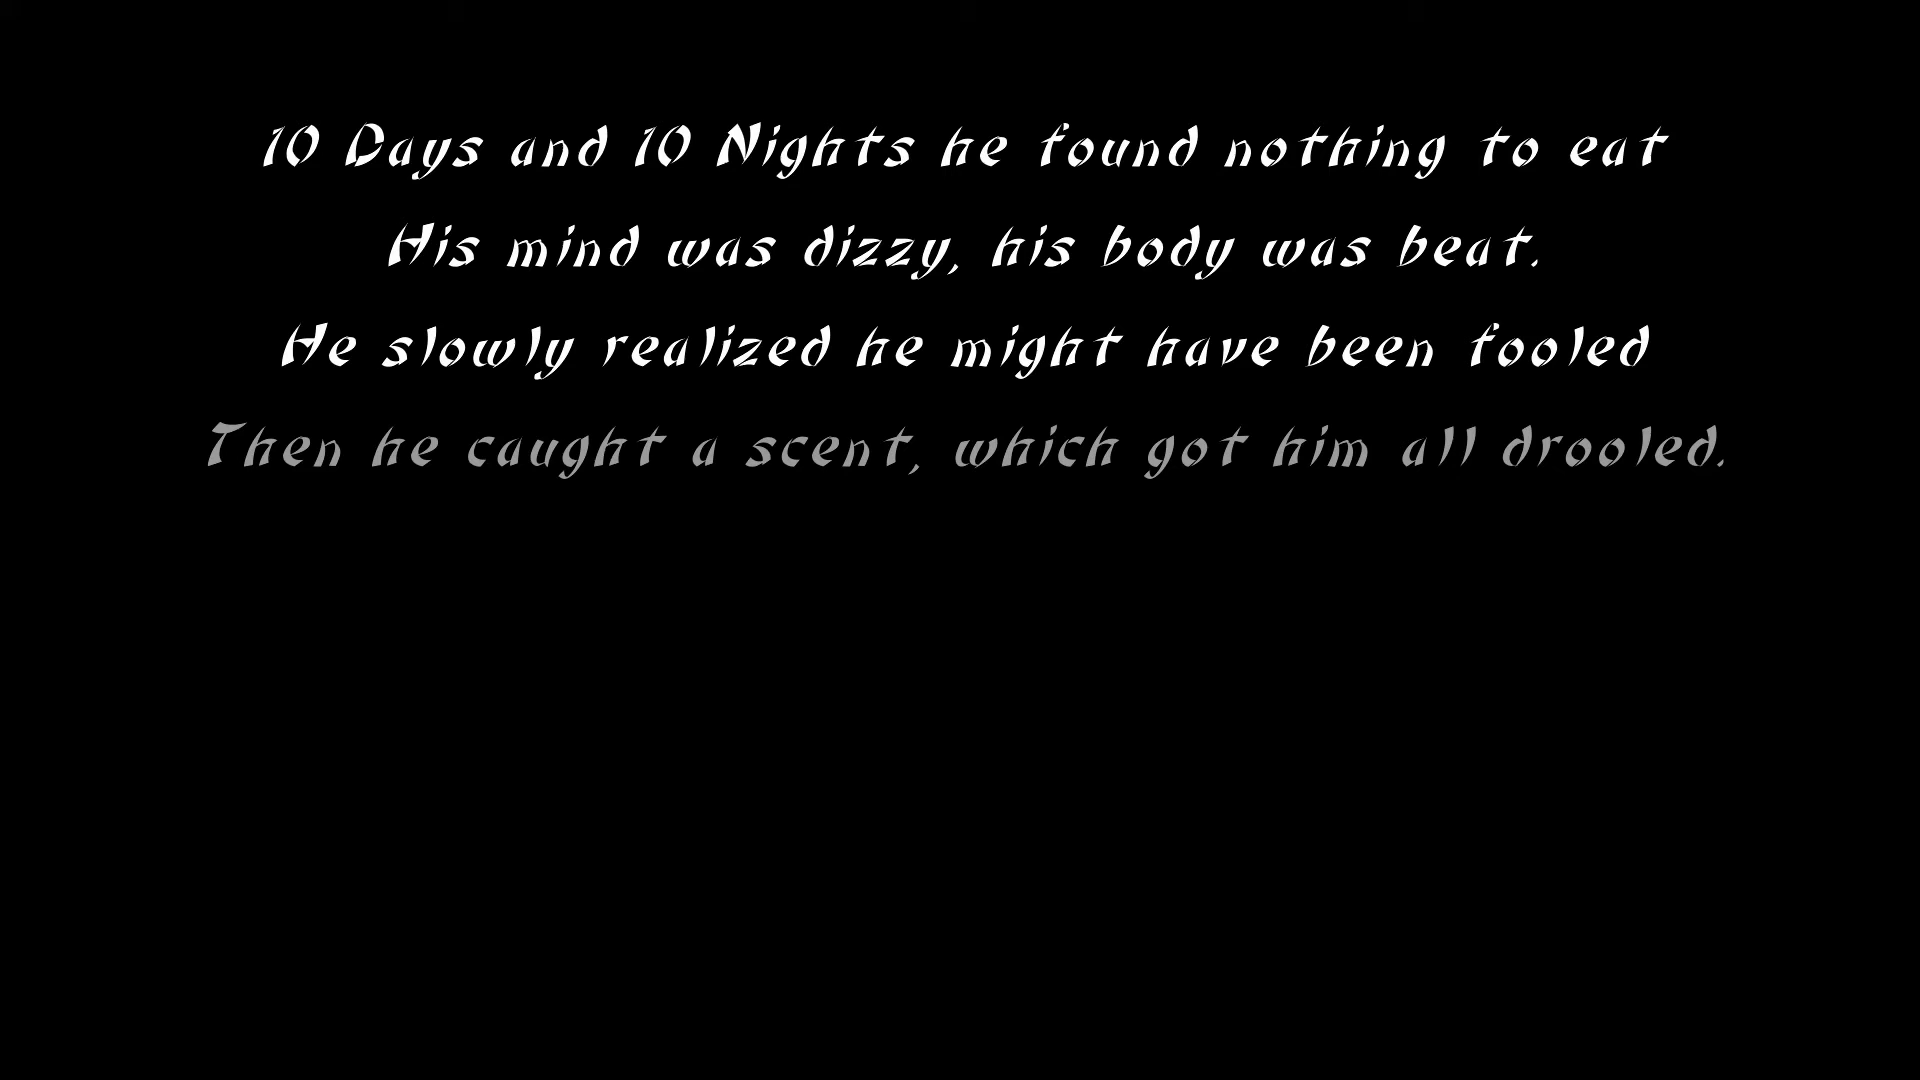 10 Days and 10 Nights he found nothing to eat
His mind was dizzy, his body was beat.
He slowly realized he might have been fooled
Then he caught a scent, which got him all drooled.